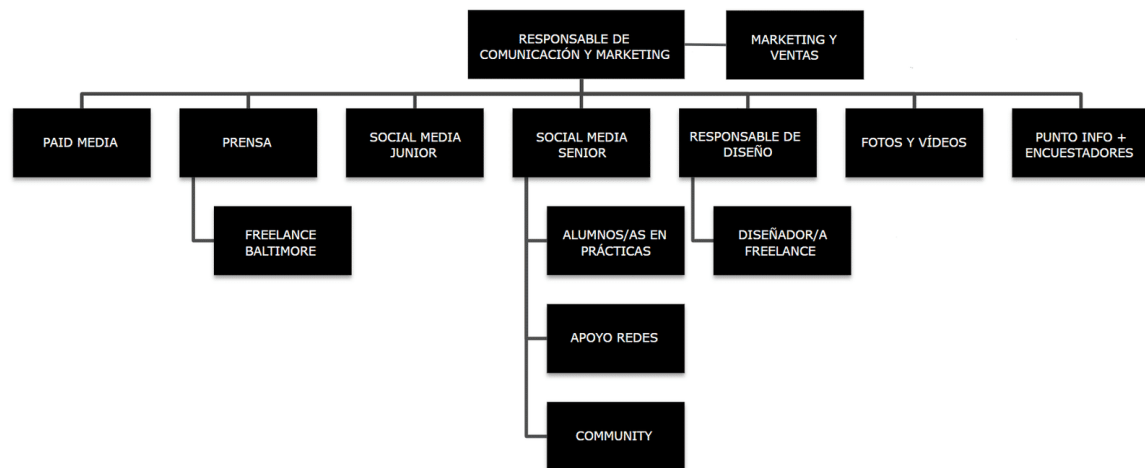 RESPONSABLE DE
COMUNICACIÓN Y MARKETING
MARKETING Y
VENTAS
PAID MEDIA
PRENSA
SOCIAL MEDIA
JUNIOR
SOCIAL MEDIA
SENIOR
RESPONSABLE DE
DISEÑO
FOTOS Y VÍDEOS
PUNTO INFO +
ENCUESTADORES
FREELANCE
BALTIMORE
ALUMNOS/AS EN
PRÁCTICAS
DISEÑADOR/A
FREELANCE
APOYO REDES
COMMUNITY